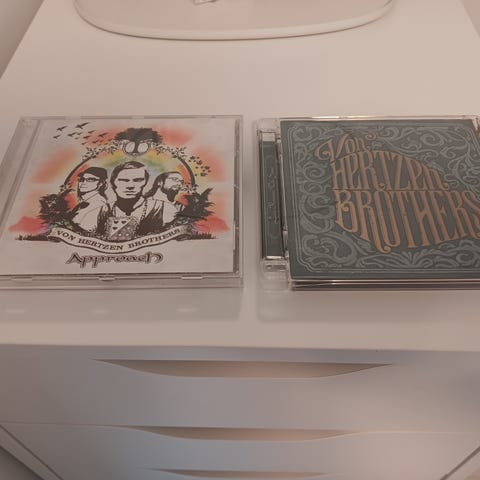 VON HERTZEN BROTHERS
Approach
Von
HERTZEN
BROTHERS